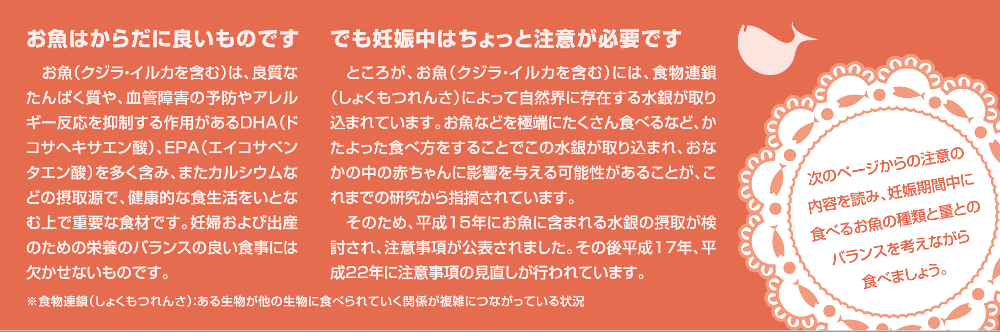 お魚はからだに良いものです
お魚（クジラ・イルカを含む）は、良質な
たんぱく質や、血管障害の予防やアレル
ギー反応を抑制する作用があるDHA（ド
コサヘキサエン酸）、EPA（エイコサペン
タエン酸）を多く含み、またカルシウムな
どの摂取源で、健康的な食生活をいとな
む上で重要な食材です。妊婦および出産
のための栄養のバランスの良い食事には
欠かせないものです。
でも妊娠中はちょっと注意が必要です
ところが、お魚（クジラ・イルカを含む）には、食物連鎖
（しょくもつれんさ）によって自然界に存在する水銀が取り
込まれています。お魚などを極端にたくさん食べるなど、か
たよった食べ方をすることでこの水銀が取り込まれ、おな
かの中の赤ちゃんに影響を与える可能性があることが、こ
れまでの研究から指摘されています。
そのため、平成15年にお魚に含まれる水銀の摂取が検
討され、注意事項が公表されました。その後平成17年、平
成22年に注意事項の見直しが行われています。
※食物連鎖（しょくもつれんさ）：ある生物が他の生物に食べられていく関係が複雑につながっている状況
次のページからの注意の
内容を読み、妊娠期間中に
食べるお魚の種類と量との
バランスを考えながら
食べましょう。